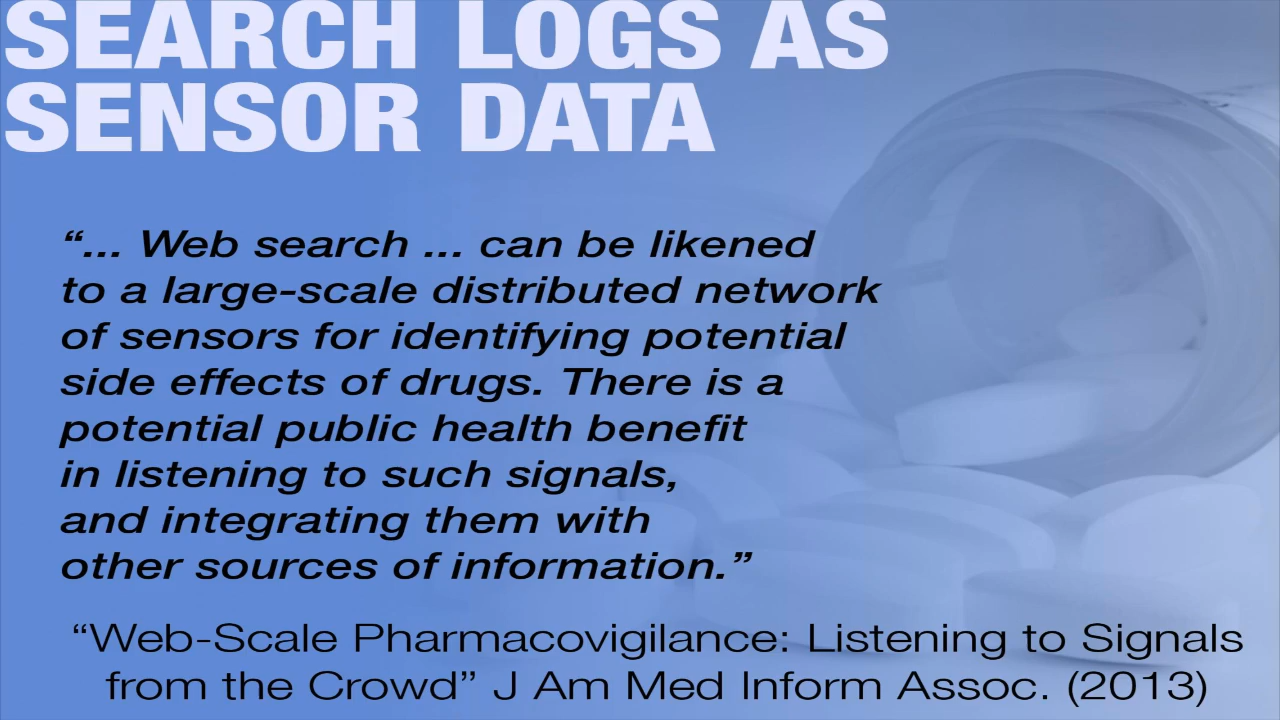 SEARCH LOGS AS
SENSOR DATA
“... Web search ... can be likened
to a large-scale distributed network
of sensors for identifying potential
side effects of drugs. There is a
potential public health benefit
in listening to such signals,
and integrating them with
other sources of information.”
“Web-Scale Pharmacovigilance: Listening to Signals
from the Crowd” J Am Med Inform Assoc. (2013)